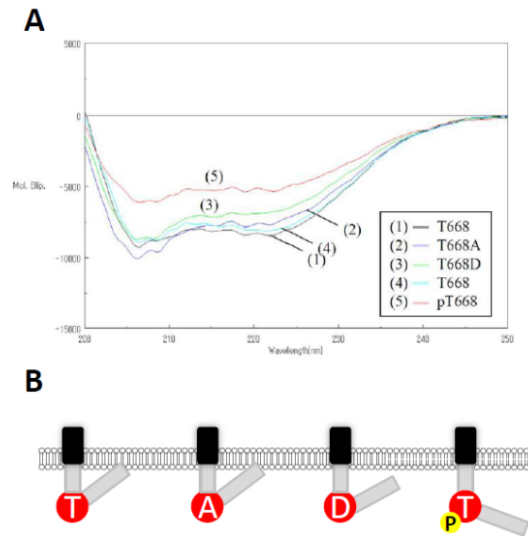 A
5000
0
Mol. Ellip.
-5000
-10000
-15000
200
210
220
230
240
250
Wavelength[nm]
(5)
(3)
(2)
(4)
(1)
(1) T668
(2) T668A
(3) T668D
(4) T668
(5) pT668
B
T A D T
P